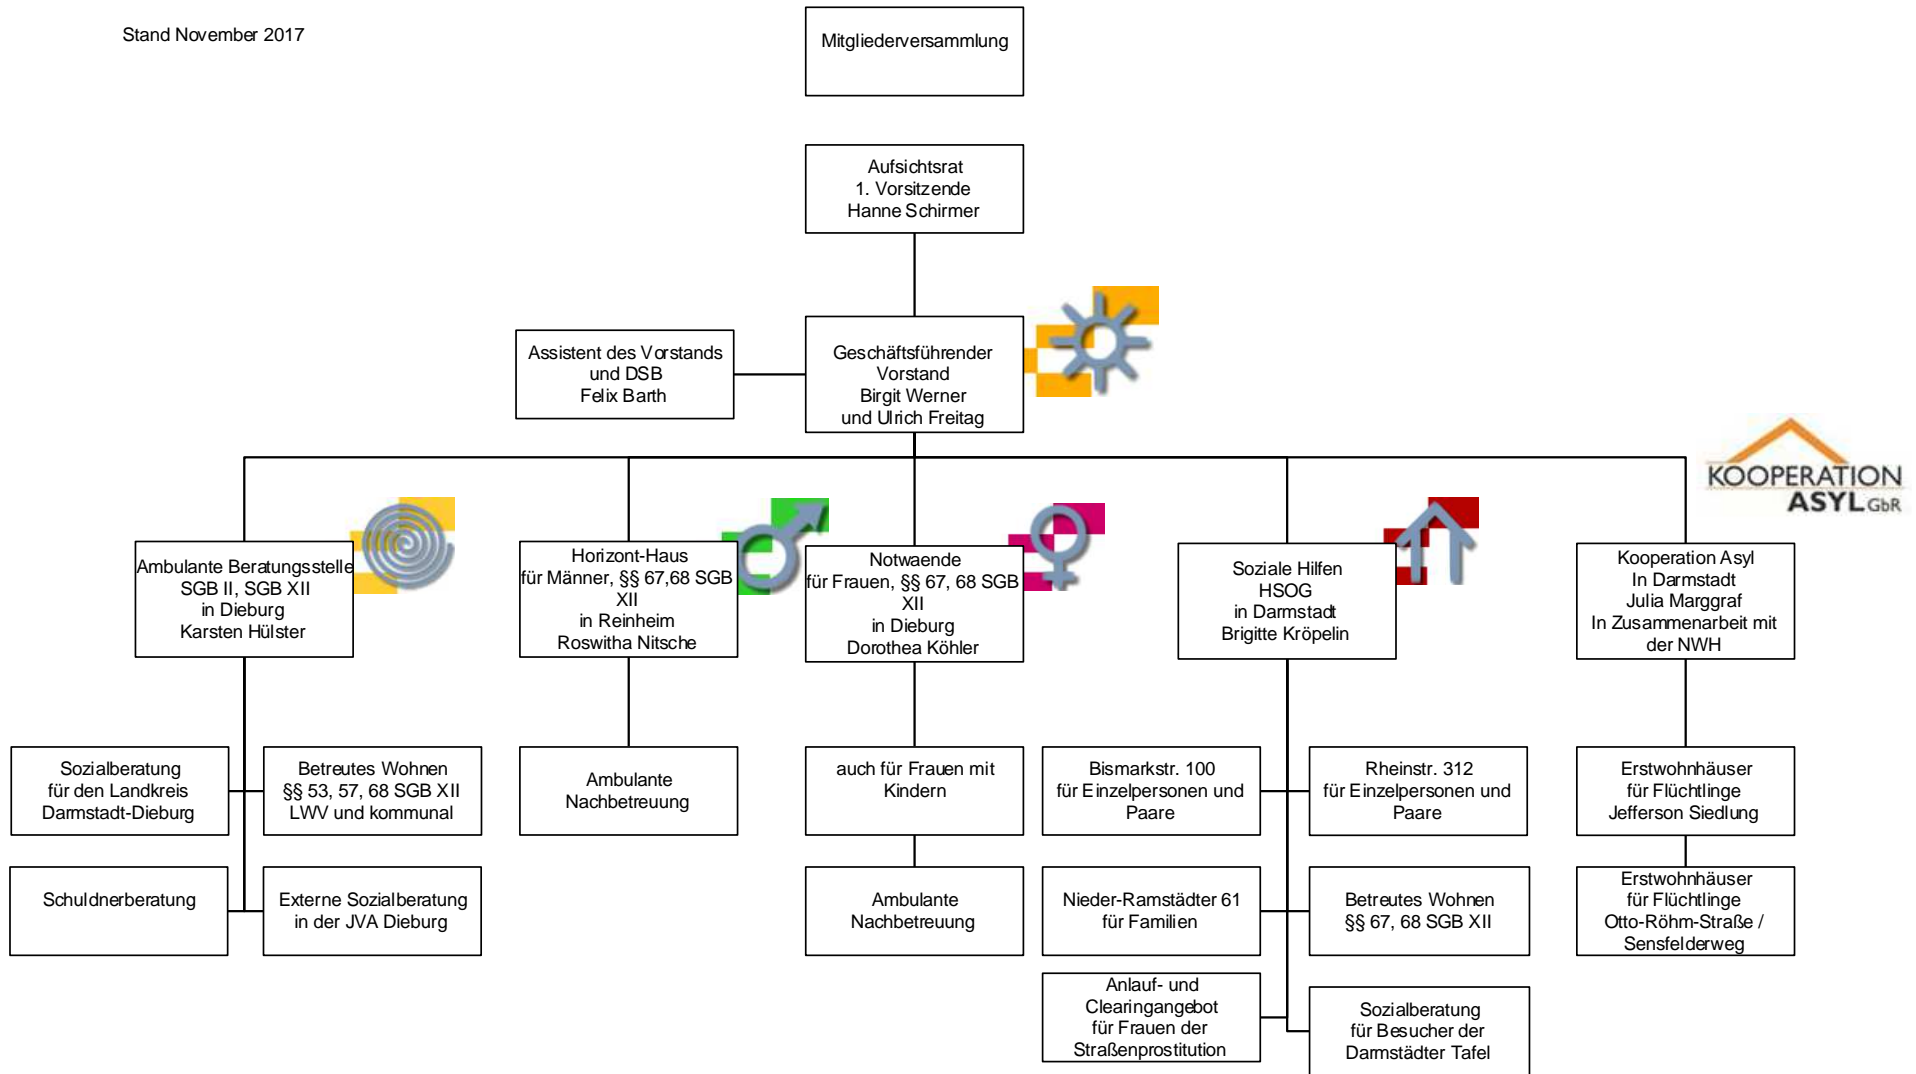 Stand November 2017
Mitgliederversammlung
Aufsichtsrat
1. Vorsitzende
Hanne Schirmer
Assistent des Vorstands
und DSB
Felix Barth
Geschäftsführender
Vorstand
Birgit Werner
und Ulrich Freitag
KOOPERATION
ASYL GbR
Ambulante Beratungsstelle
SGB II, SGB XII
in Dieburg
Karsten Hülster
Horizont-Haus
für Männer, §§ 67,68 SGB
XII
in Reinheim
Roswitha Nitsche
Notwaende
für Frauen, §§ 67, 68 SGB
XII
in Dieburg
Dorothea Köhler
Soziale Hilfen
HSOG
in Darmstadt
Brigitte Kröpelin
Kooperation Asyl
In Darmstadt
Julia Marggraf
In Zusammenarbeit mit
der NWH
Sozialberatung
für den Landkreis
Darmstadt-Dieburg
Betreutes Wohnen
§§ 53, 57, 68 SGB XII
LWV und kommunal
Ambulante
Nachbetreuung
auch für Frauen mit
Kindern
Bismarkstr. 100
für Einzelpersonen und
Paare
Rheinstr. 312
für Einzelpersonen und
Paare
Erstwohnhäuser
für Flüchtlinge
Jefferson Siedlung
Schuldnerberatung
Externe Sozialberatung
in der JVA Dieburg
Ambulante
Nachbetreuung
Nieder-Ramstädter 61
für Familien
Betreutes Wohnen
§§ 67, 68 SGB XII
Erstwohnhäuser
für Flüchtlinge
Otto-Röhm-Straße /
Sensfelderweg
Anlauf- und
Clearingangebot
für Frauen der
Straßenprostitution
Sozialberatung
für Besucher der
Darmstädter Tafel